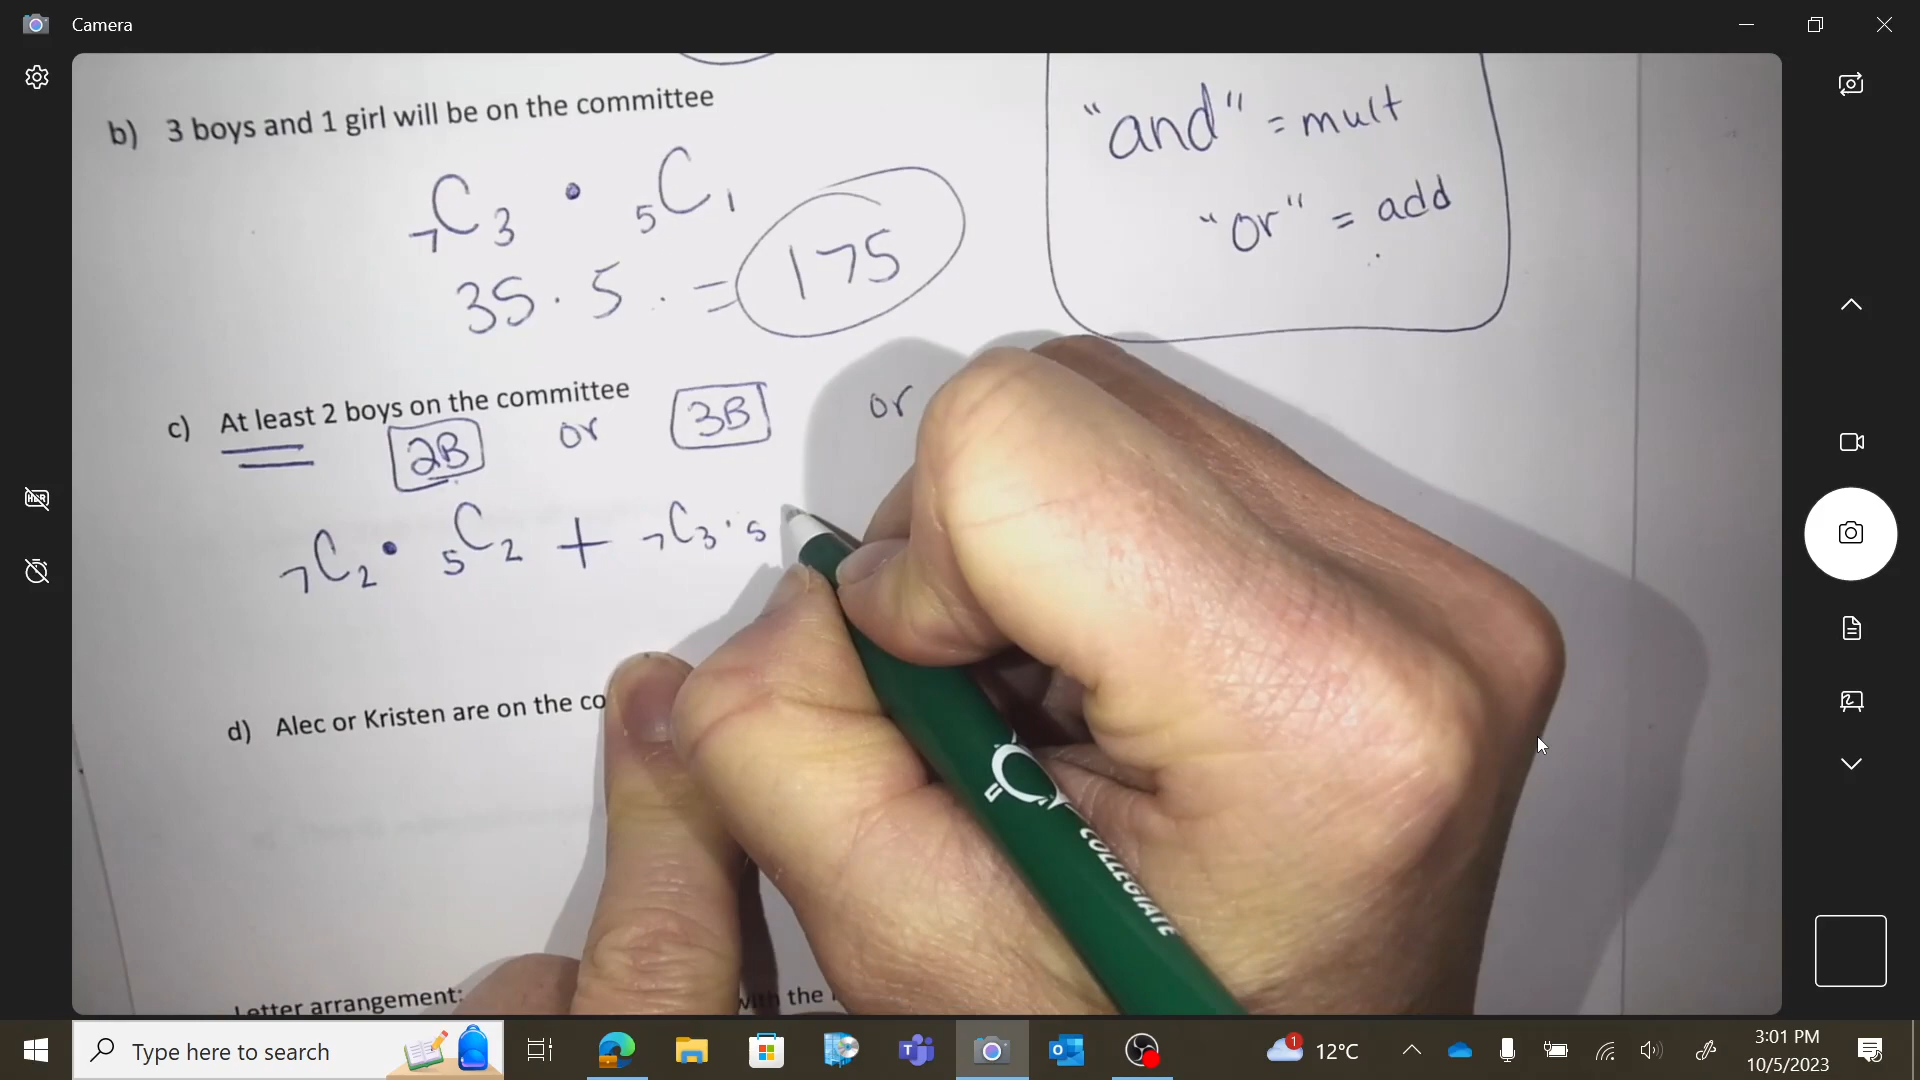 Camera
b) 3 boys and 1 girl will be on the committee
7C3 • 5C1
35 · 5 = 175
"and" = mult
"or" = add
c) At least 2 boys on the committee
2B or 3B or
7C2 • 5C2 + 7C3 · 5
d) Alec or Kristen are on the co
COLLEGIATE
Letter arrangement: with the
Type here to search
1
12°C
3:01 PM
10/5/2023